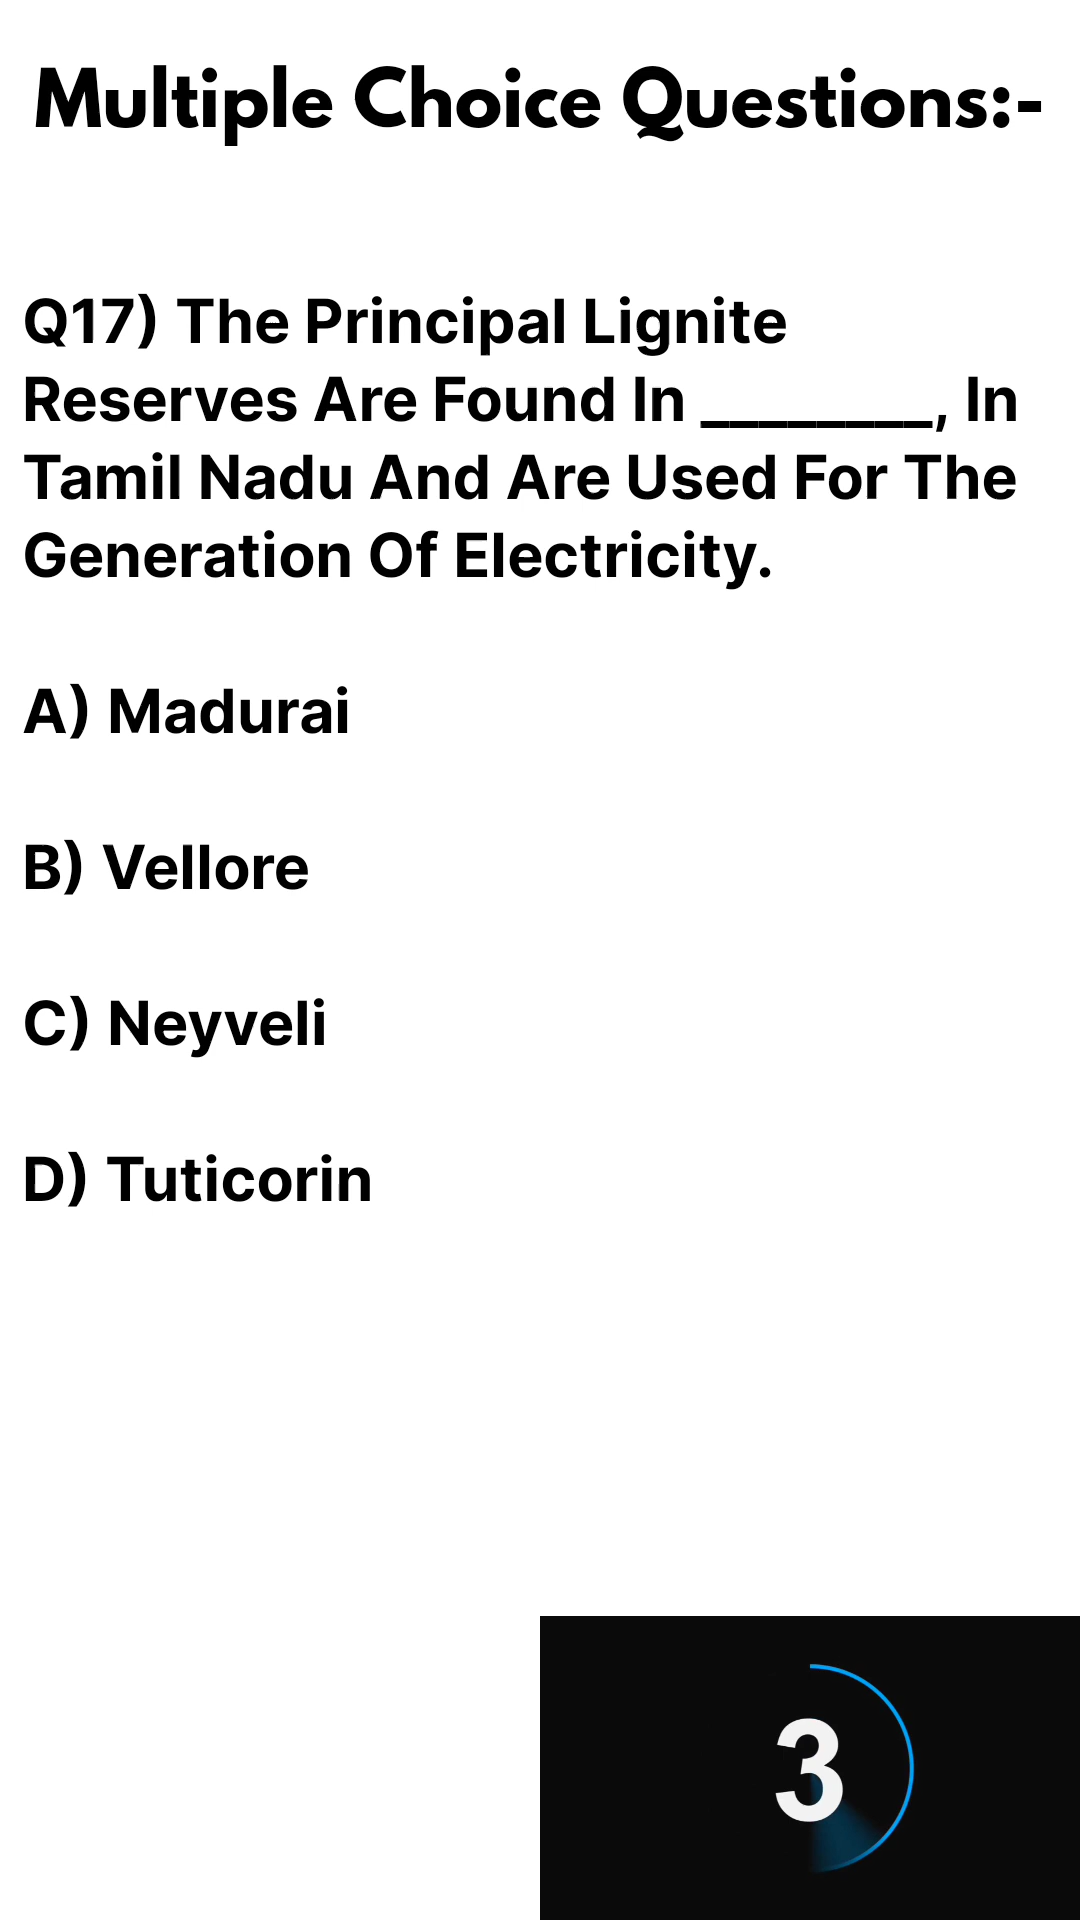 Multiple Choice Questions:-
Q17) The Principal Lignite
Reserves Are Found In ________, In
Tamil Nadu And Are Used For The
Generation Of Electricity.
A) Madurai
B) Vellore
C) Neyveli
D) Tuticorin
3